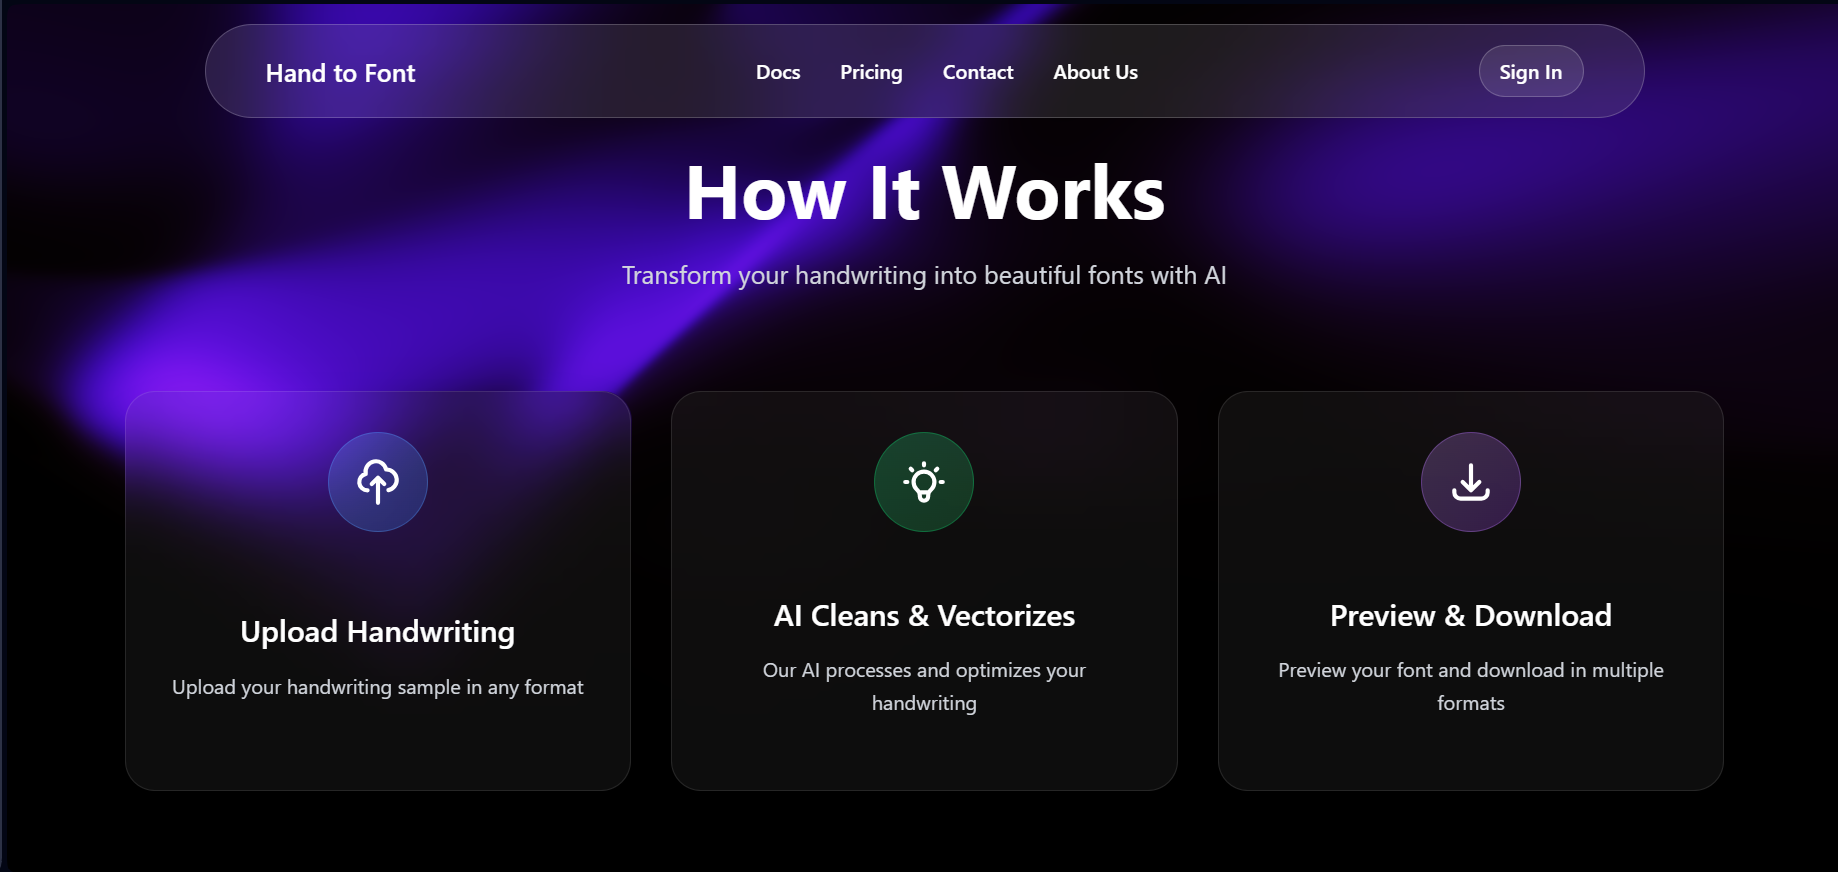 Hand to Font
Docs Pricing Contact About Us
Sign In
How It Works
Transform your handwriting into beautiful fonts with AI
Upload Handwriting
Upload your handwriting sample in any format
AI Cleans & Vectorizes
Our AI processes and optimizes your
handwriting
Preview & Download
Preview your font and download in multiple
formats